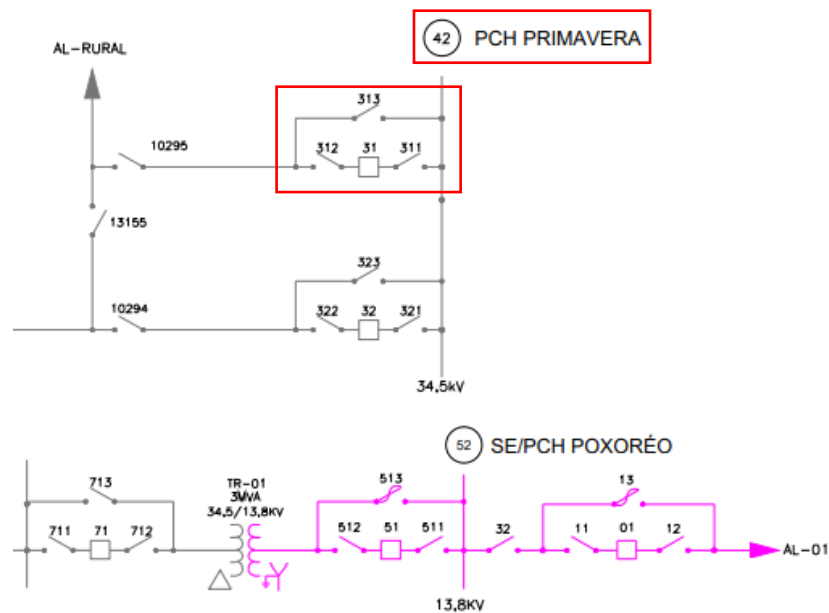 42 PCH PRIMAVERA
AL-RURAL
313
10295
312 31 311
13155
323
10294
322 32 321
34,5kV
52 SE/PCH POXORÉO
713
TR-01
3MVA
34,5/13,8KV
513
13
711 71 712
512 51 511
32
11 01 12
AL-01
13,8KV